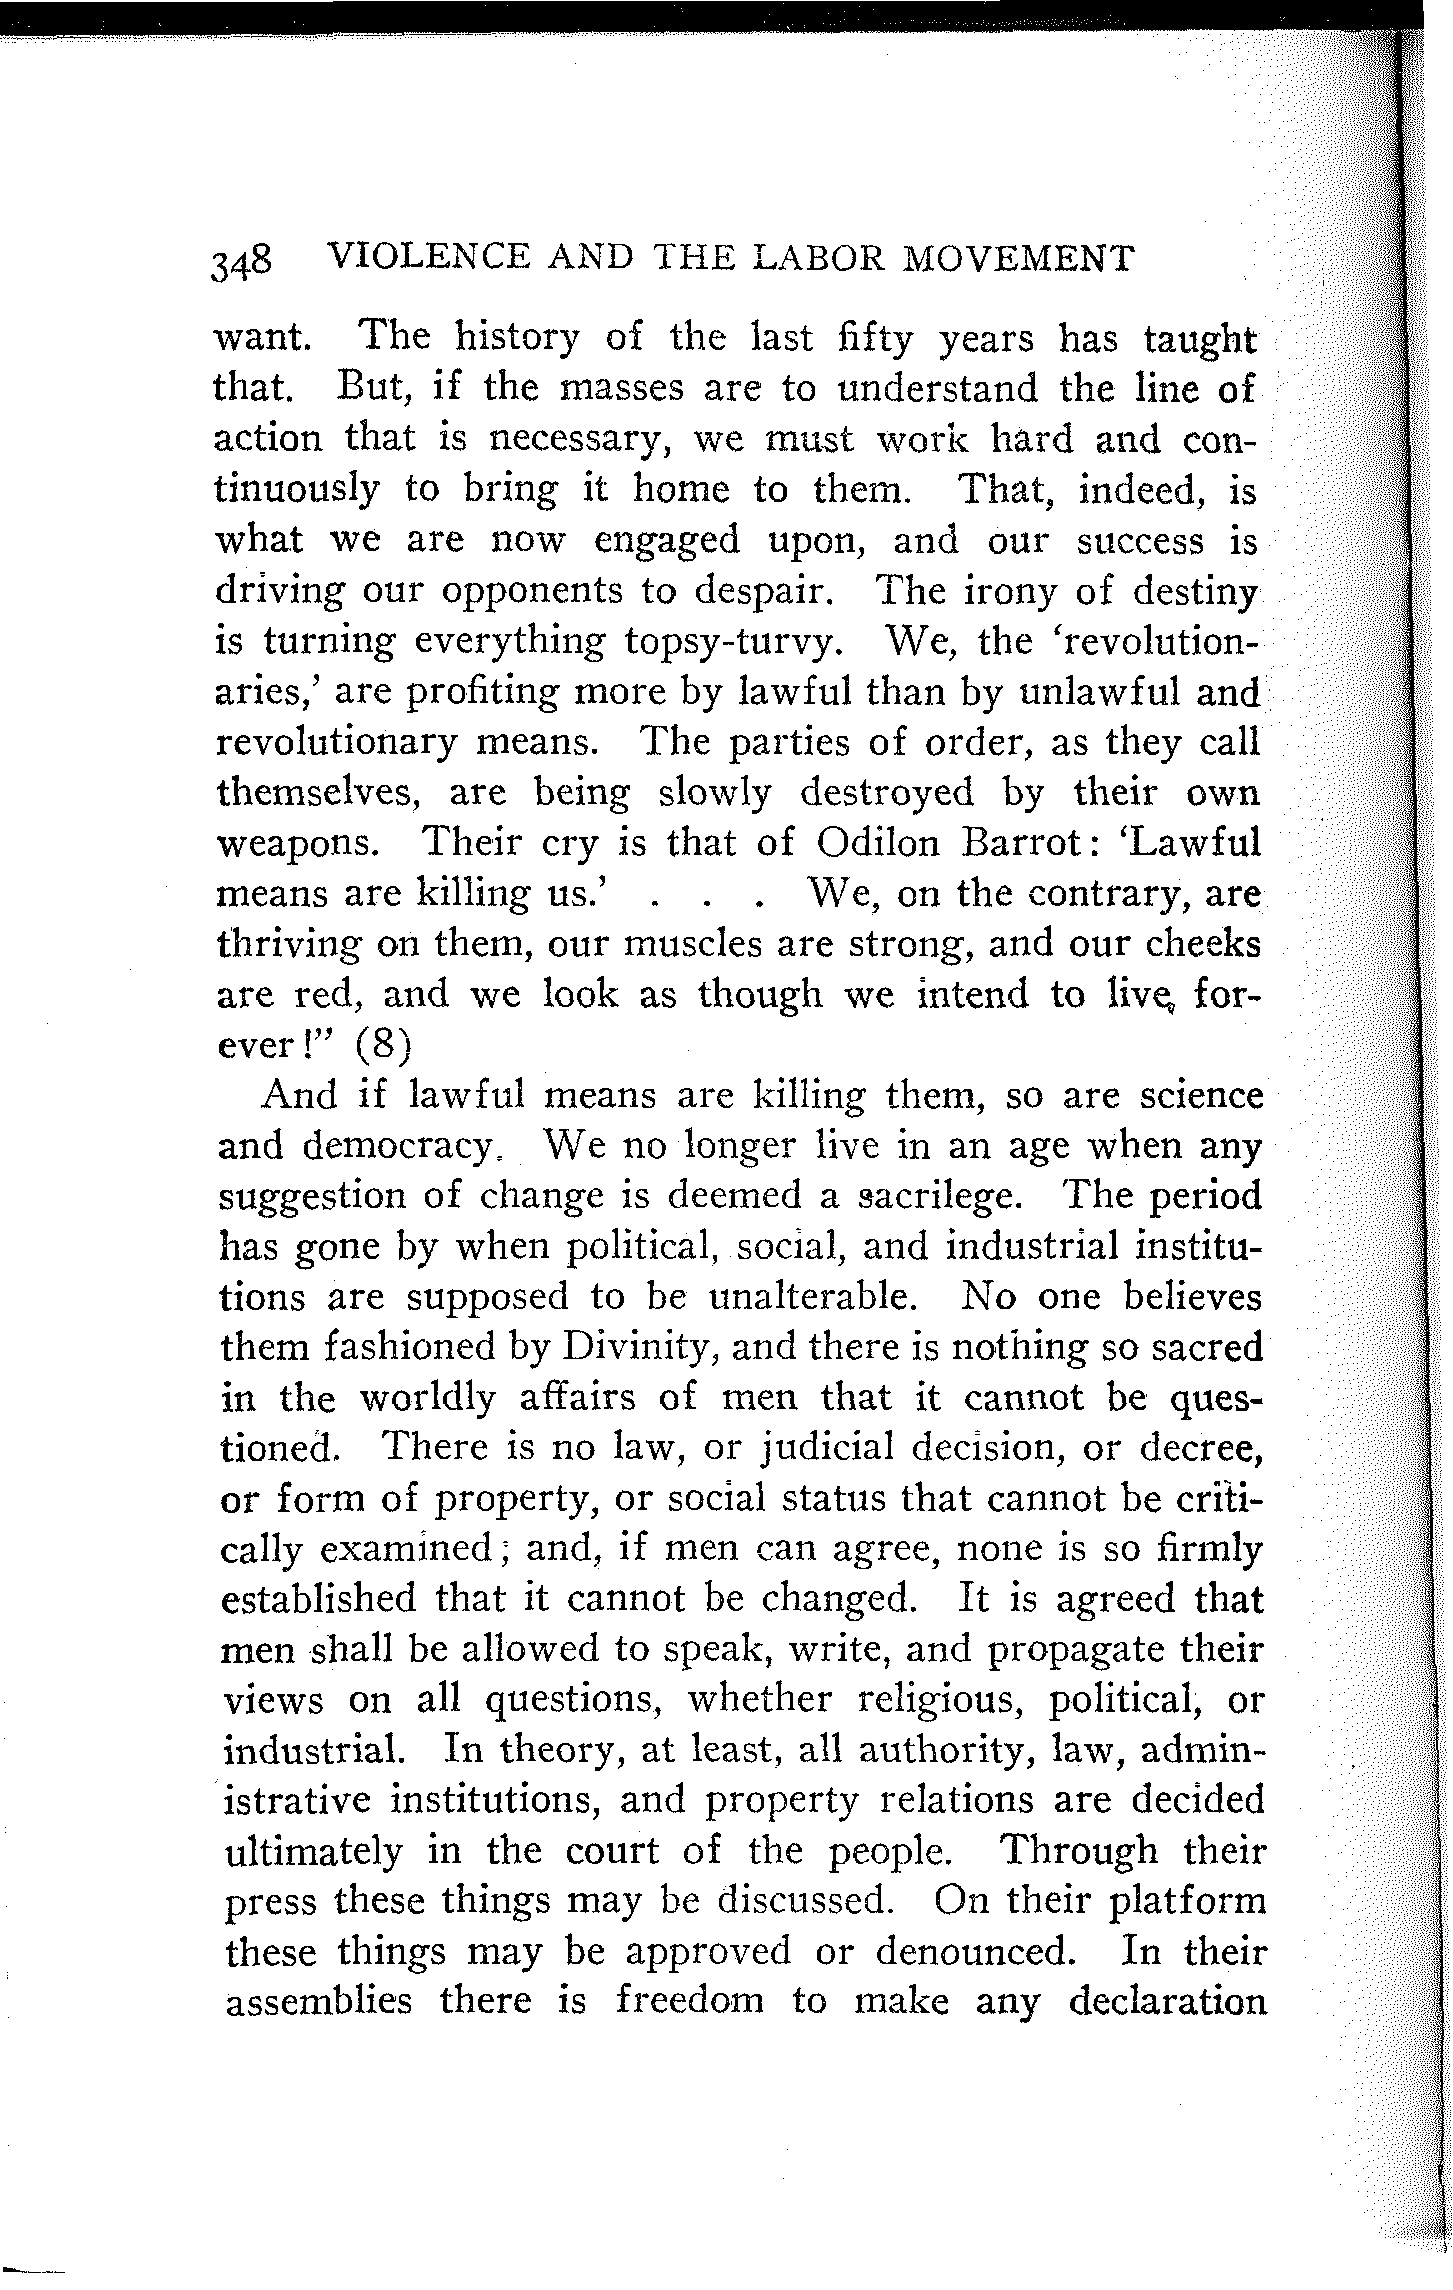 348 VIOLENCE AND THE LABOR MOVEMENT
want. The history of the last fifty years has taught
that. But, if the masses are to understand the line of
action that is necessary, we must work hard and con-
tinuously to bring it home to them. That, indeed, is
what we are now engaged upon, and our success is
driving our opponents to despair. The irony of destiny
is turning everything topsy-turvy. We, the 'revolution-
aries,' are profiting more by lawful than by unlawful and
revolutionary means. The parties of order, as they call
themselves, are being slowly destroyed by their own
weapons. Their cry is that of Odilon Barrot: 'Lawful
means are killing us.' . . . We, on the contrary, are
thriving on them, our muscles are strong, and our cheeks
are red, and we look as though we intend to live for-
ever!" (8)
And if lawful means are killing them, so are science
and democracy. We no longer live in an age when any
suggestion of change is deemed a sacrilege. The period
has gone by when political, social, and industrial institu-
tions are supposed to be unalterable. No one believes
them fashioned by Divinity, and there is nothing so sacred
in the worldly affairs of men that it cannot be ques-
tioned. There is no law, or judicial decision, or decree,
or form of property, or social status that cannot be criti-
cally examined; and, if men can agree, none is so firmly
established that it cannot be changed. It is agreed that
men shall be allowed to speak, write, and propagate their
views on all questions, whether religious, political, or
industrial. In theory, at least, all authority, law, admin-
istrative institutions, and property relations are decided
ultimately in the court of the people. Through their
press these things may be discussed. On their platform
these things may be approved or denounced. In their
assemblies there is freedom to make any declaration